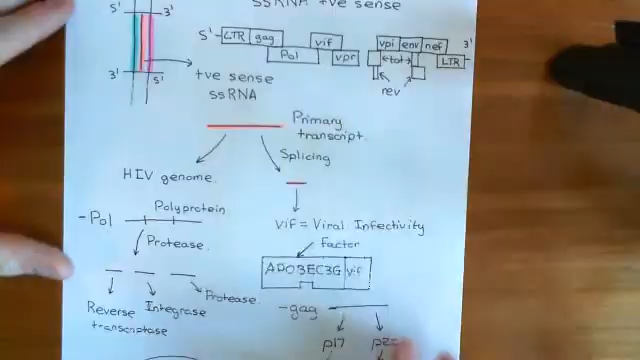 ssRNA +ve sense
5' 3'
5' LTR gag vif vpi env nef 3'
Pol vpr tat LTR
rev
3' 5'
+ve sense
ssRNA
Primary
transcript.
Splicing
HIV genome.
Polyprotein
-Pol
Protease.
vif = Viral Infectivity
Factor
ADO3EC3G vif
Reverse Integrase Protease.
transcriptase
-gag
p17